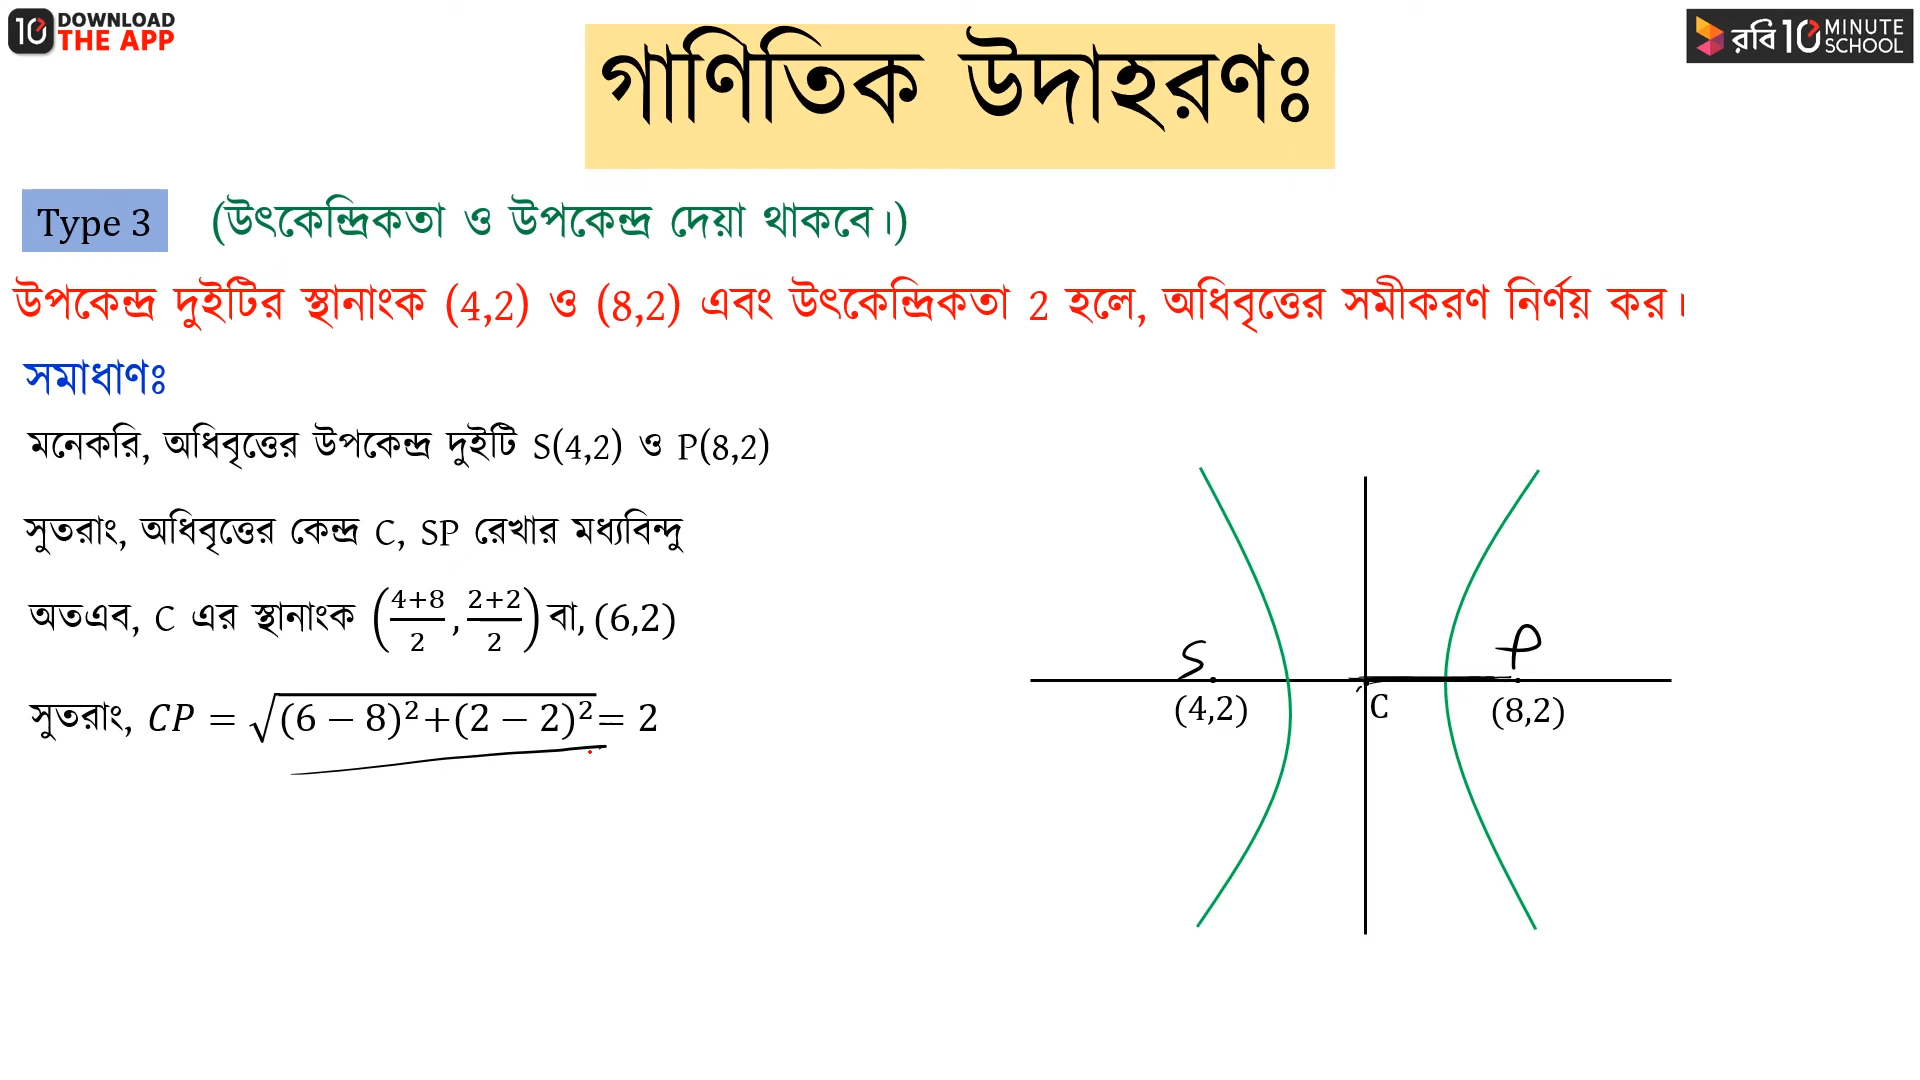 10 DOWNLOAD THE APP
রবি 10 MINUTE SCHOOL
গাণিতিক উদাহরণঃ
Type 3 (উৎকেন্দ্রিকতা ও উপকেন্দ্র দেয়া থাকবে।)
উপকেন্দ্র দুইটির স্থানাংক (4,2) ও (8,2) এবং উৎকেন্দ্রিকতা 2 হলে, অধিবৃত্তের সমীকরণ নির্ণয় কর।
সমাধাণঃ
মনেকরি, অধিবৃত্তের উপকেন্দ্র দুইটি S(4,2) ও P(8,2)
সুতরাং, অধিবৃত্তের কেন্দ্র C, SP রেখার মধ্যবিন্দু
অতএব, C এর স্থানাংক (4+8/2, 2+2/2) বা, (6,2)
সুতরাং, CP = √(6 − 8)²+(2 − 2)² = 2
S P
(4,2) C (8,2)